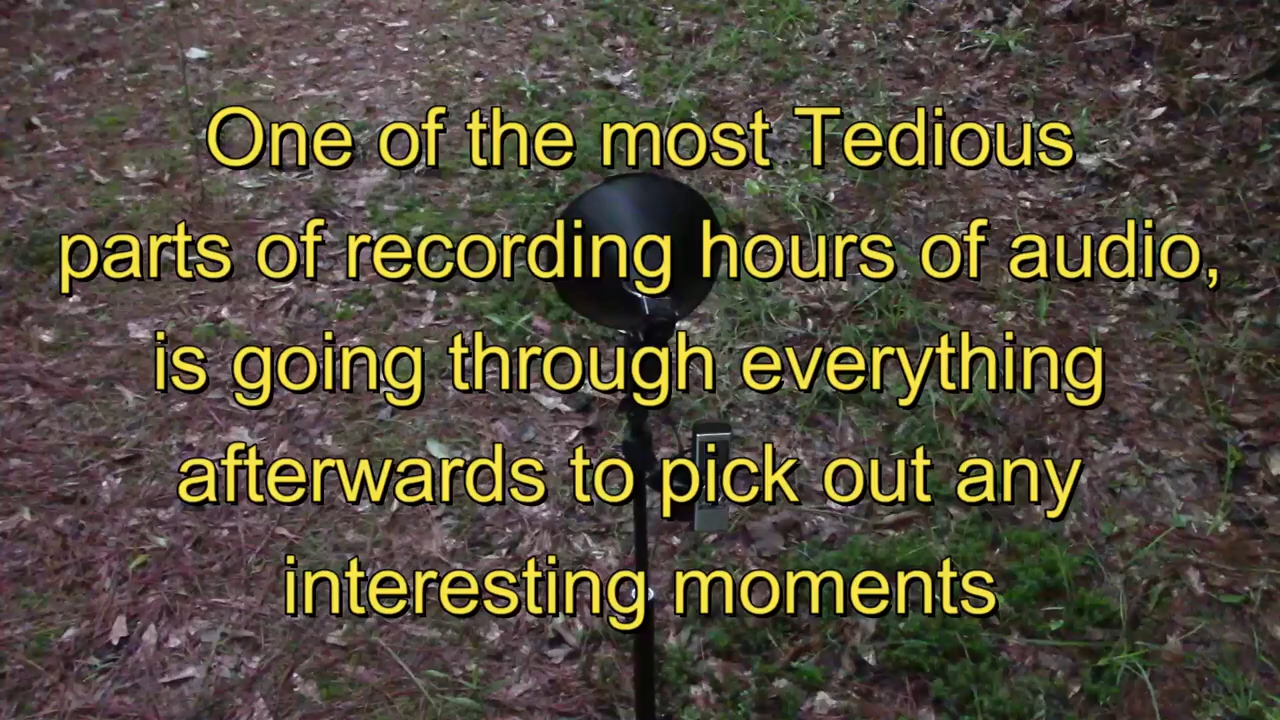 One of the most Tedious
parts of recording hours of audio,
is going through everything
afterwards to pick out any
interesting moments